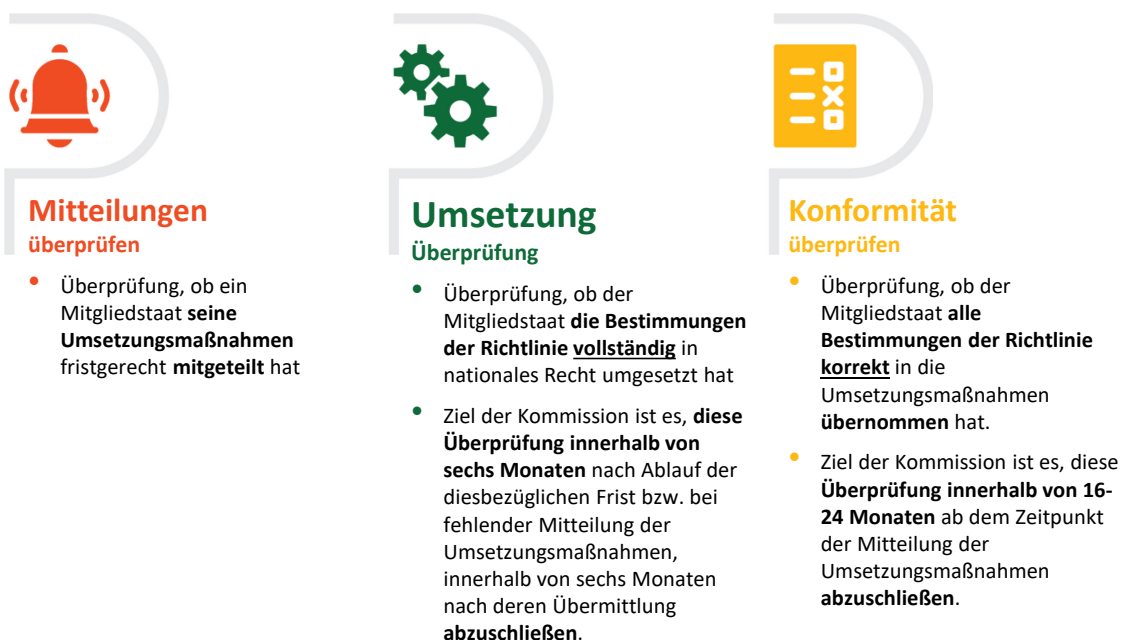 Mitteilungen
überprüfen
• Überprüfung, ob ein
Mitgliedstaat seine
Umsetzungsmaßnahmen
fristgerecht mitgeteilt hat
Umsetzung
Überprüfung
• Überprüfung, ob der
Mitgliedstaat die Bestimmungen
der Richtlinie vollständig in
nationales Recht umgesetzt hat
• Ziel der Kommission ist es, diese
Überprüfung innerhalb von
sechs Monaten nach Ablauf der
diesbezüglichen Frist bzw. bei
fehlender Mitteilung der
Umsetzungsmaßnahmen,
innerhalb von sechs Monaten
nach deren Übermittlung
abzuschließen.
Konformität
überprüfen
• Überprüfung, ob der
Mitgliedstaat alle
Bestimmungen der Richtlinie
korrekt in die
Umsetzungsmaßnahmen
übernommen hat.
• Ziel der Kommission ist es, diese
Überprüfung innerhalb von 16-
24 Monaten ab dem Zeitpunkt
der Mitteilung der
Umsetzungsmaßnahmen
abzuschließen.